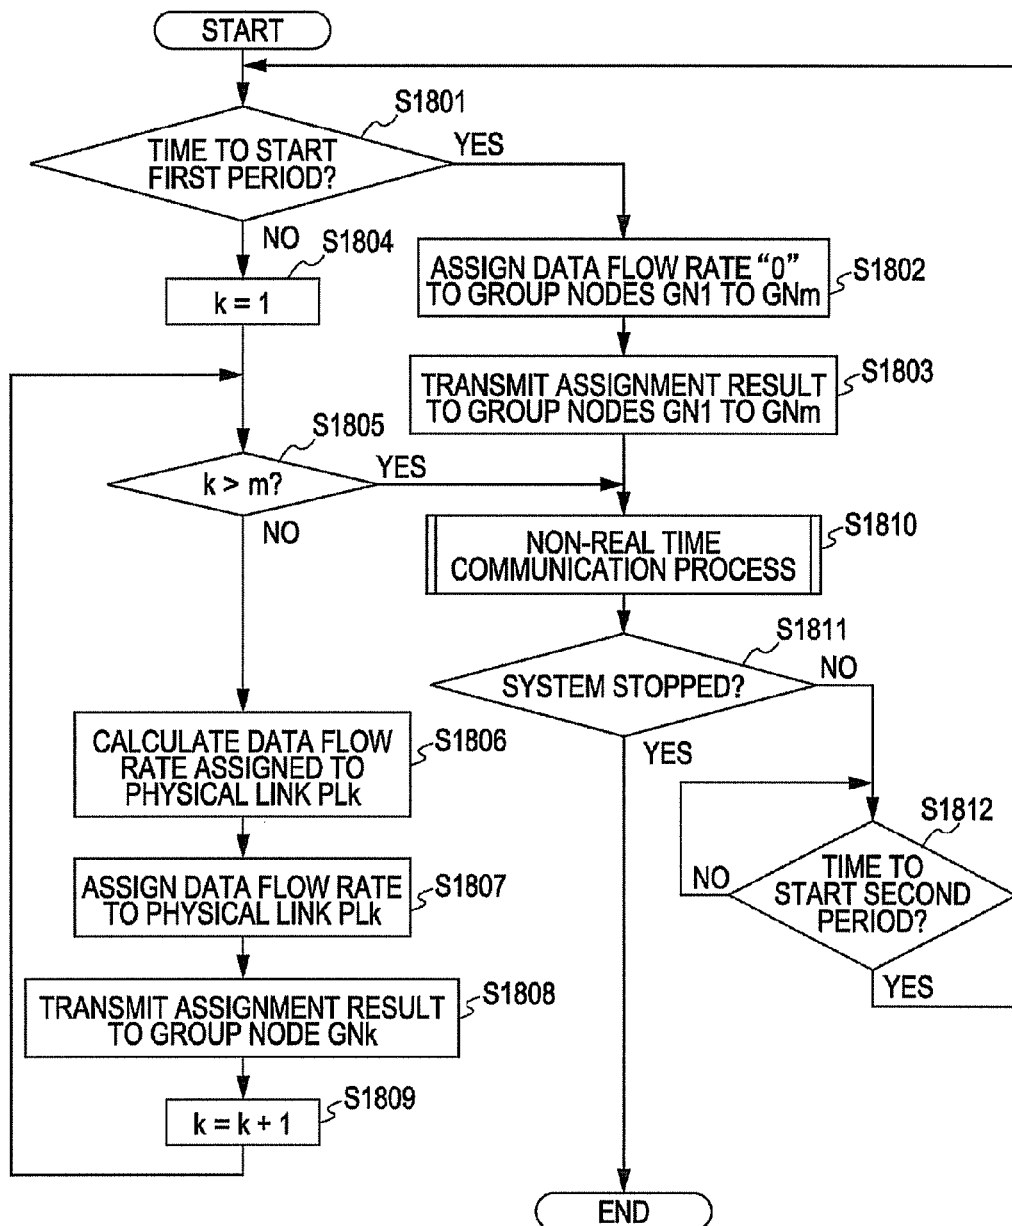 START
S1801
TIME TO START
FIRST PERIOD?
YES
NO
S1804
k = 1
ASSIGN DATA FLOW RATE “0”
TO GROUP NODES GN1 TO GNm
S1802
TRANSMIT ASSIGNMENT RESULT
TO GROUP NODES GN1 TO GNm
S1803
S1805
k > m?
YES
NO
NON-REAL TIME
COMMUNICATION PROCESS
S1810
S1811
SYSTEM STOPPED?
NO
YES
CALCULATE DATA FLOW
RATE ASSIGNED TO
PHYSICAL LINK PLk
S1806
S1812
TIME TO
START SECOND
PERIOD?
NO
YES
ASSIGN DATA FLOW RATE
TO PHYSICAL LINK PLk
S1807
TRANSMIT ASSIGNMENT RESULT
TO GROUP NODE GNk
S1808
S1809
k = k + 1
END